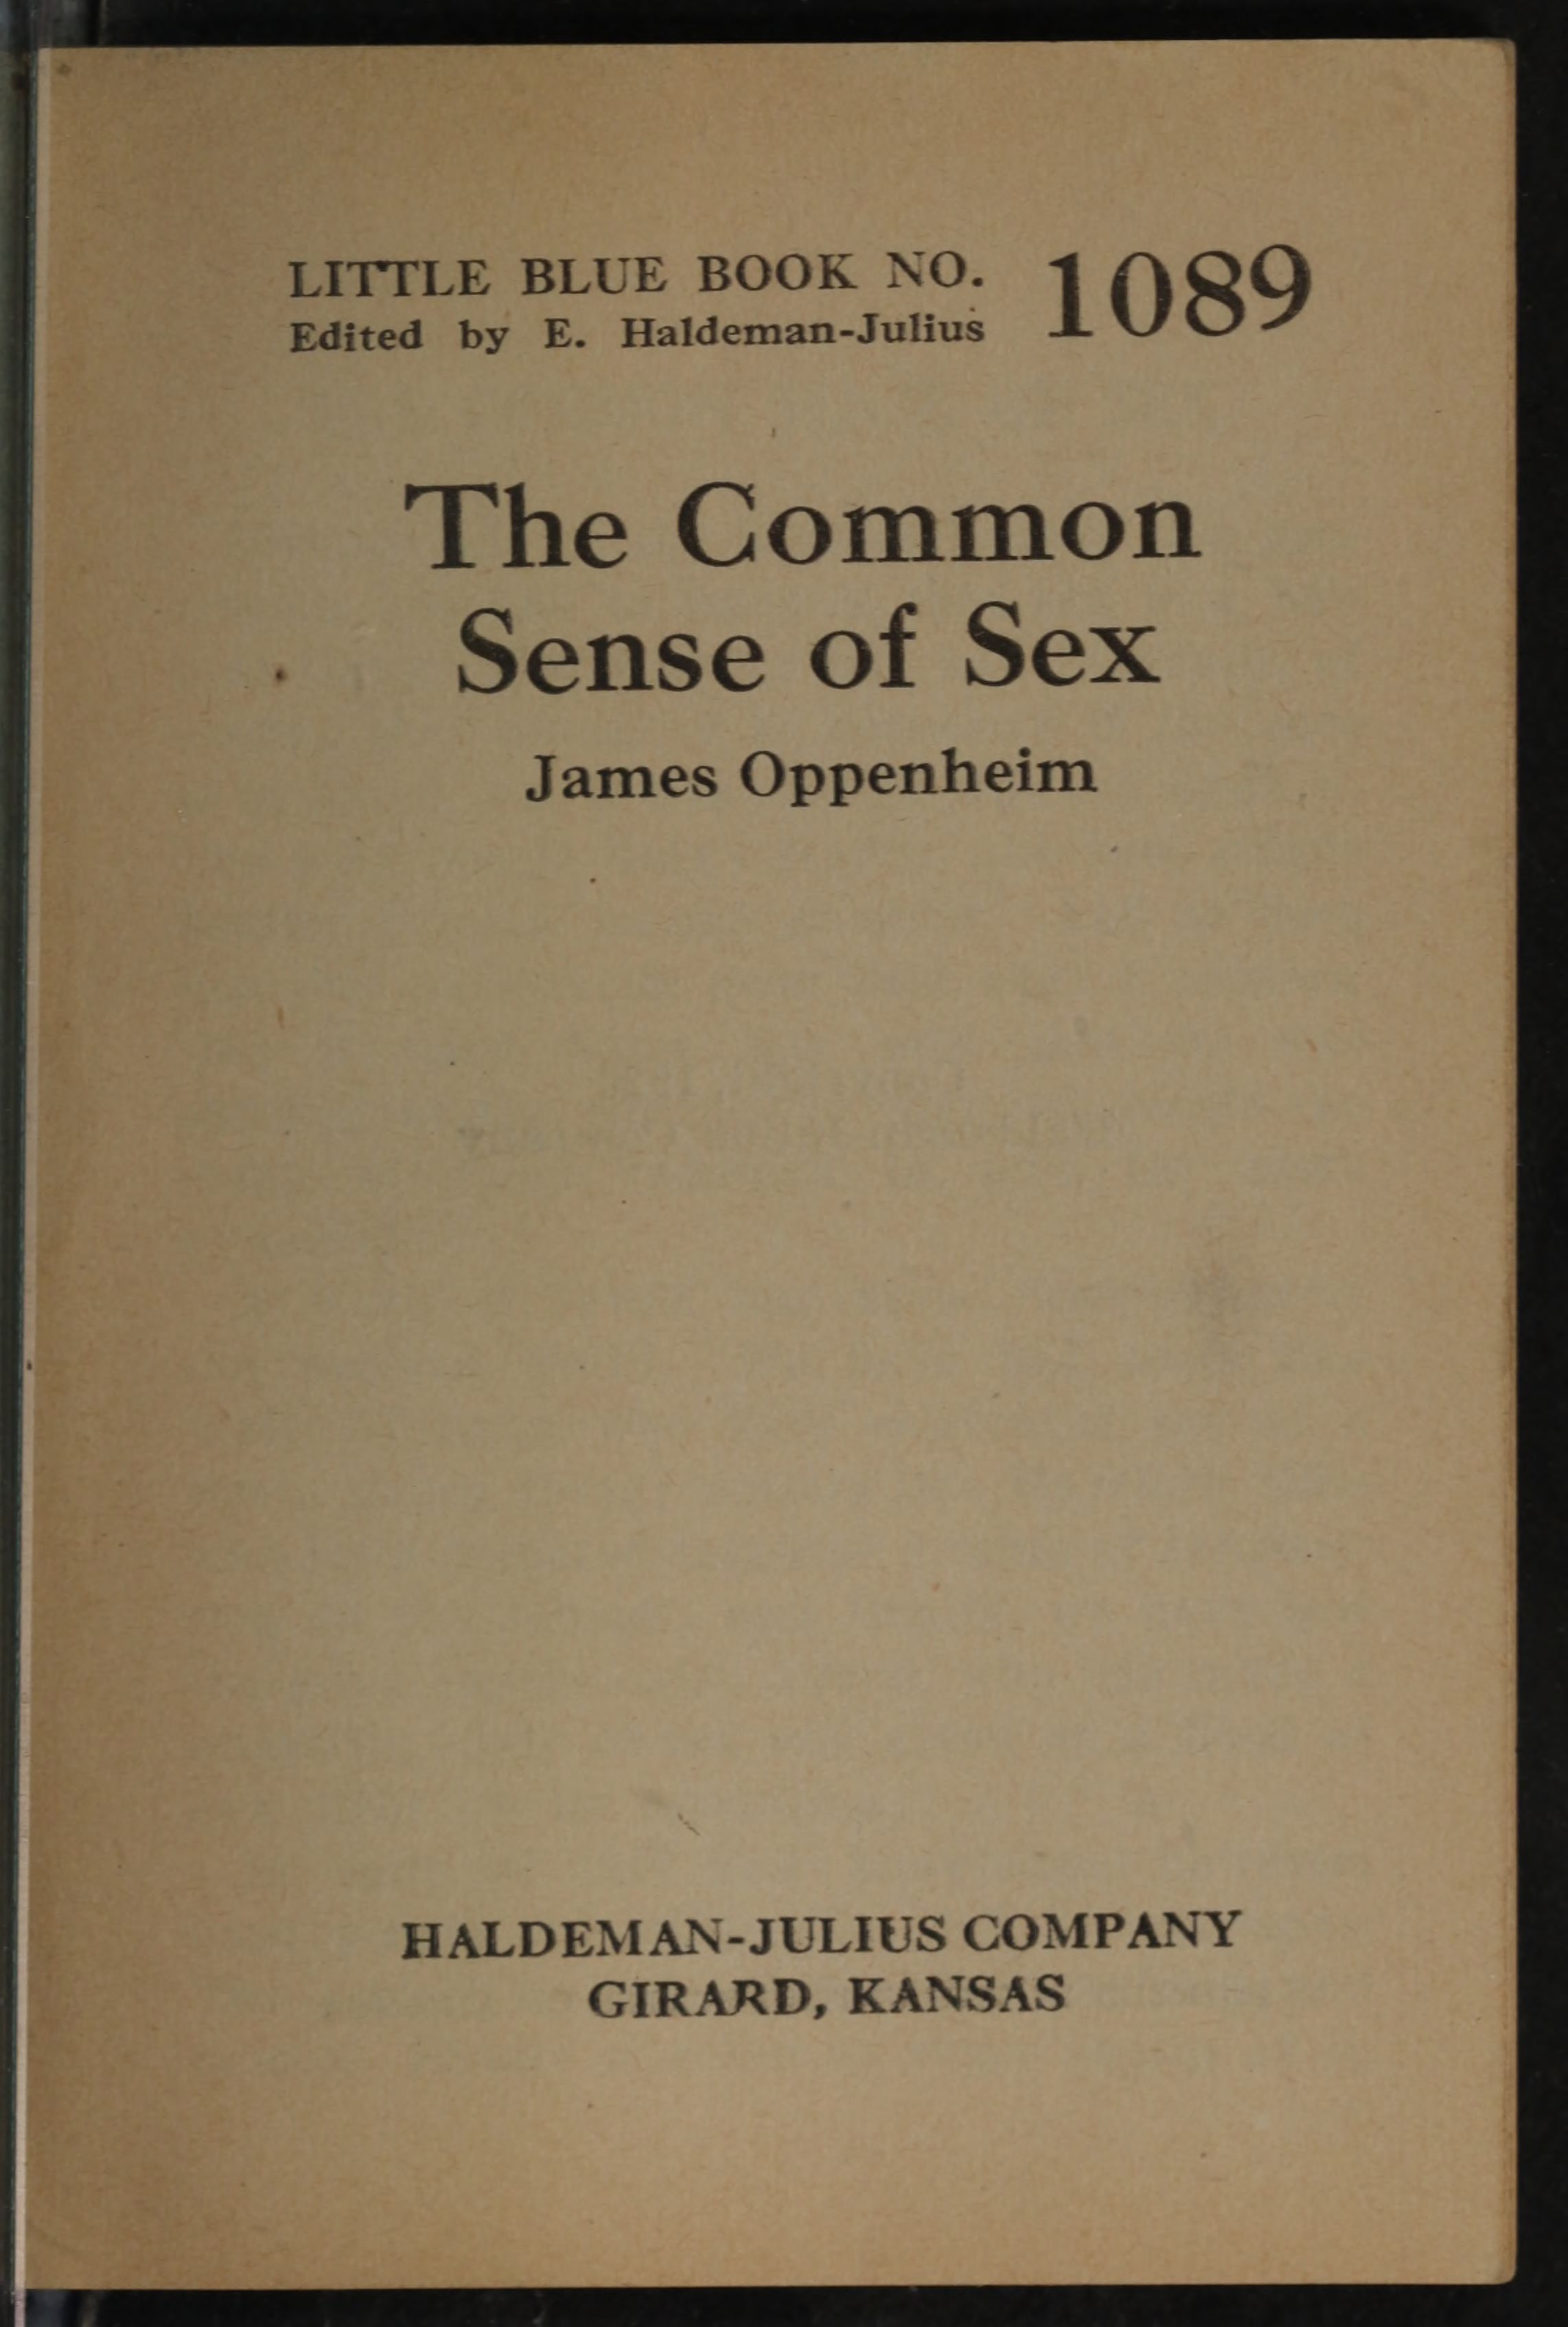 LITTLE BLUE BOOK NO. 1089
Edited by E. Haldeman-Julius
The Common
Sense of Sex
James Oppenheim
HALDEMAN-JULIUS COMPANY
GIRARD, KANSAS